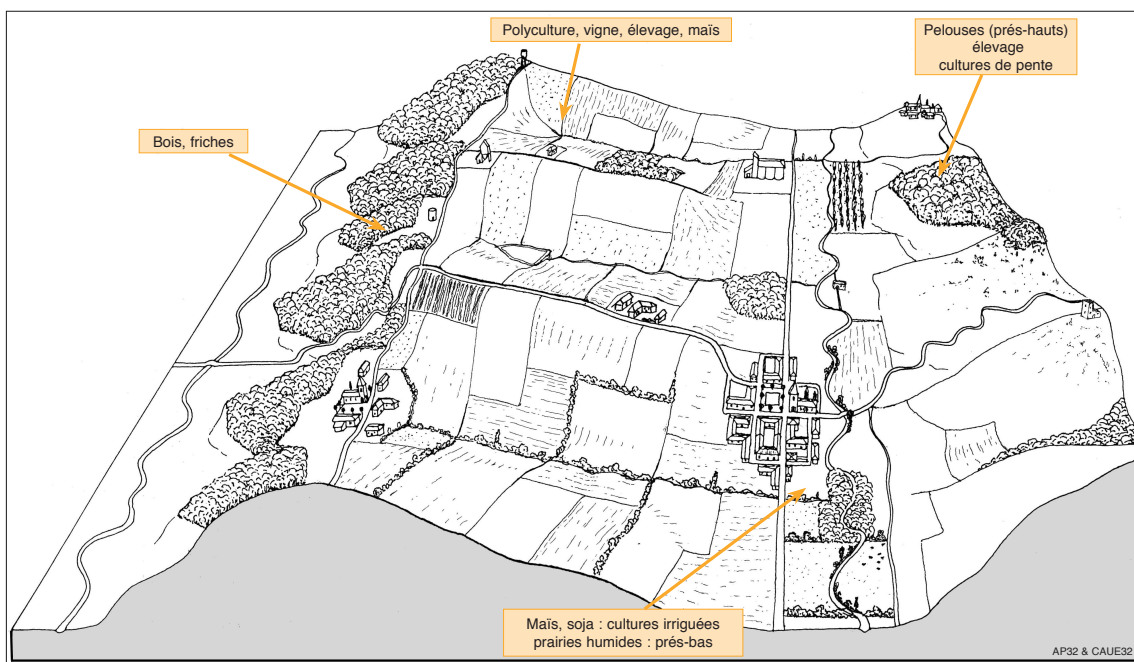 Polyculture, vigne, élevage, maïs
Pelouses (prés-hauts)
élevage
cultures de pente
Bois, friches
Maïs, soja : cultures irriguées
prairies humides : prés-bas
AP32 & CAUE32